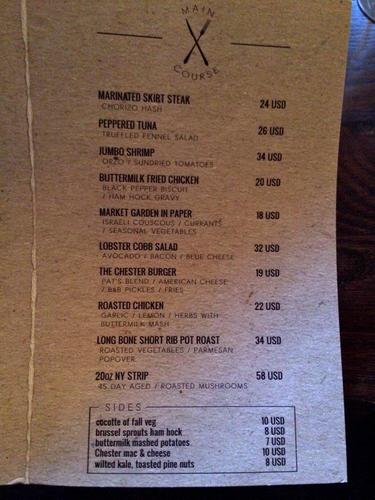 MAIN
COURSE
MARINATED SKIRT STEAK 24 USD
CHORIZO HASH
PEPPERED TUNA 26 USD
TRUFFLED FENNEL SALAD
JUMBO SHRIMP 34 USD
ORZO / SUNDRIED TOMATOES
BUTTERMILK FRIED CHICKEN 20 USD
BLACK PEPPER BISCUIT
/ HAM HOCK GRAVY
MARKET GARDEN IN PAPER 18 USD
ISRAELI COUSCOUS / CURRANTS
/ SEASONAL VEGETABLES
LOBSTER COBB SALAD 32 USD
AVOCADO / BACON / BLUE CHEESE
THE CHESTER BURGER 19 USD
PAT'S BLEND / AMERICAN CHEESE
/ B&B PICKLES / FRIES
ROASTED CHICKEN 22 USD
GARLIC / LEMON / HERBS WITH
BUTTERMILK MASH
LONG BONE SHORT RIB POT ROAST 34 USD
ROASTED VEGETABLES / PARMESAN
POPOVER
20oz NY STRIP 58 USD
45 DAY AGED / ROASTED MUSHROOMS
SIDES
cocotte of fall veg 10 USD
brussel sprouts ham hock 8 USD
buttermilk mashed potatoes 7 USD
Chester mac & cheese 10 USD
wilted kale, toasted pine nuts 8 USD